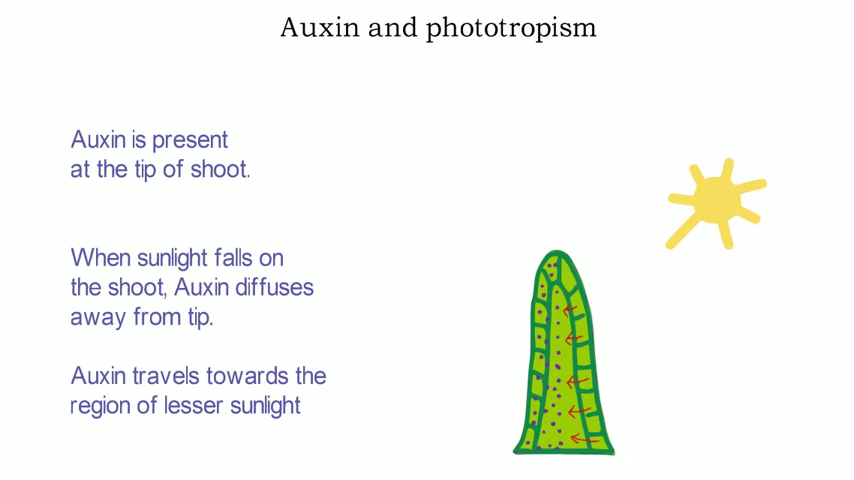 Auxin and phototropism
Auxin is present
at the tip of shoot.
When sunlight falls on
the shoot, Auxin diffuses
away from tip.
Auxin travels towards the
region of lesser sunlight